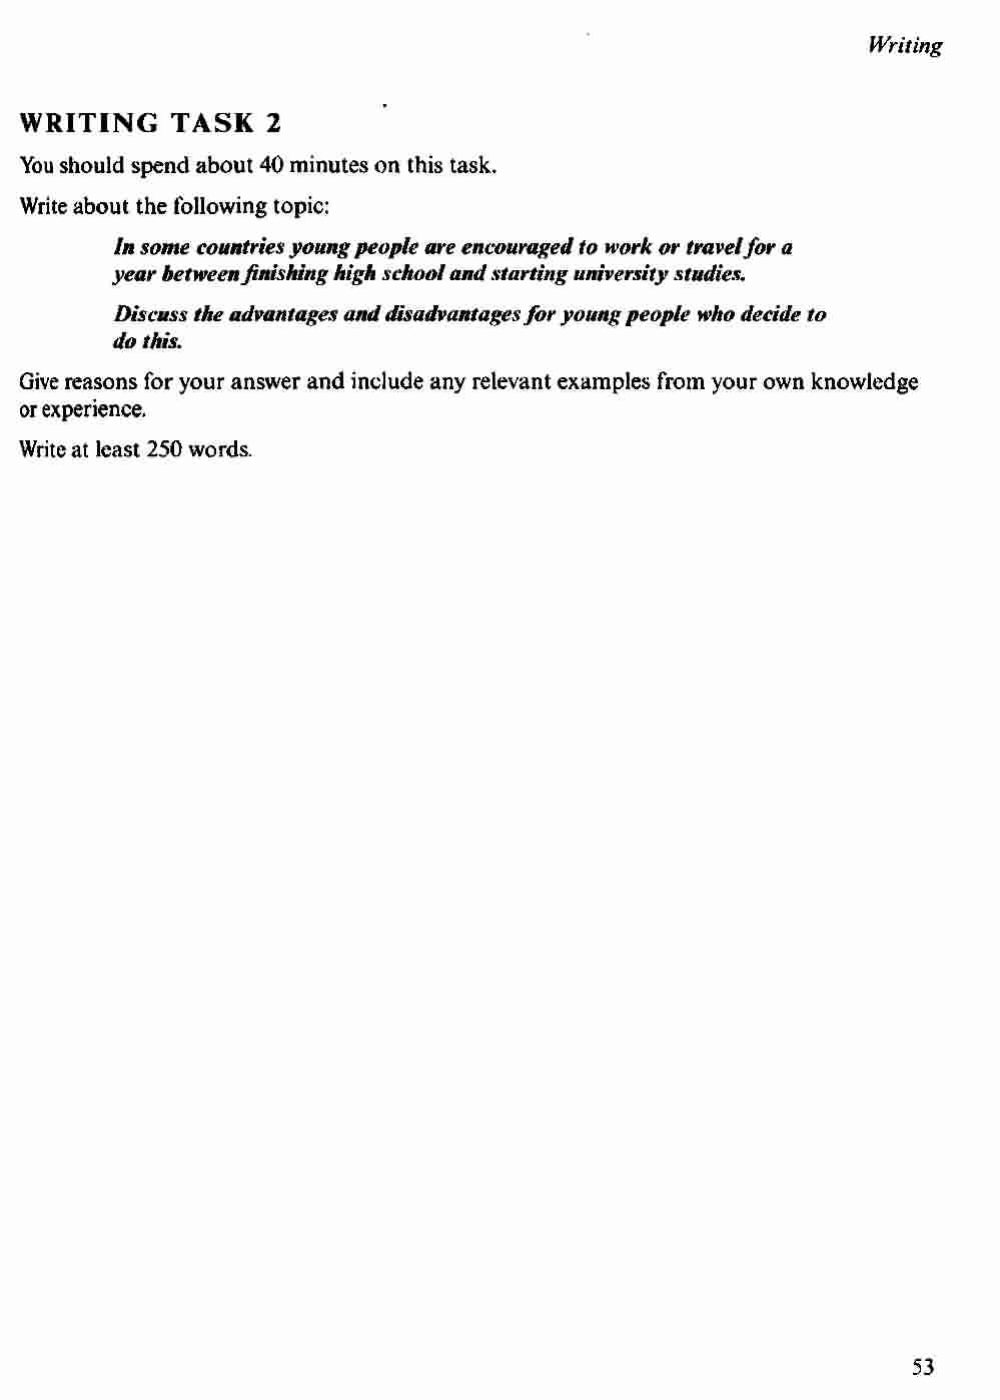 Writing
WRITING TASK 2
You should spend about 40 minutes on this task.
Write about the following topic:
In some countries young people are encouraged to work or travel for a
year between finishing high school and starting university studies.
Discuss the advantages and disadvantages for young people who decide to
do this.
Give reasons for your answer and include any relevant examples from your own knowledge
or experience.
Write at least 250 words.
53